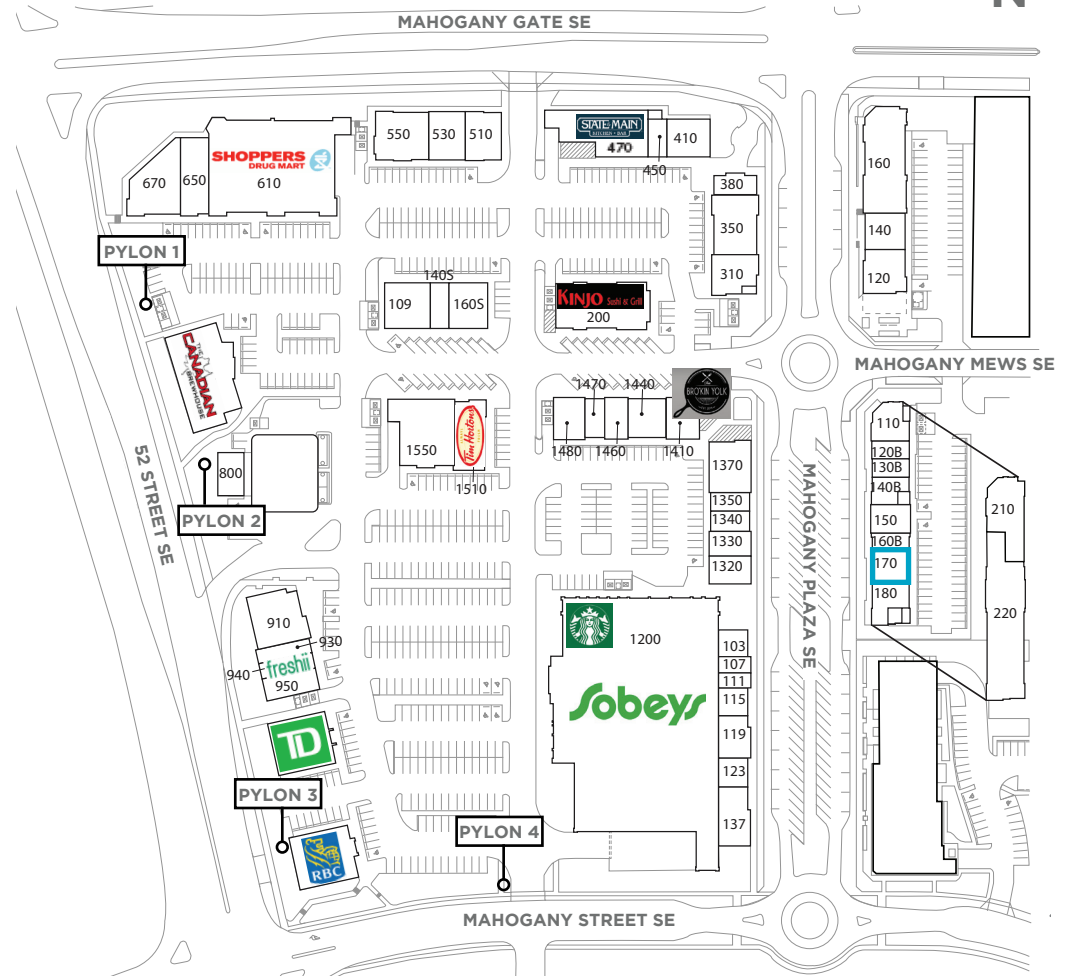 N
MAHOGANY GATE SE
STATE & MAIN
KITCHEN • BAR
470
450
410
550
530
510
SHOPPERS
DRUG MART
610
650
670
160
140
120
380
350
310
PYLON 1
140S
109
160S
KINJO Sushi & Grill
200
MAHOGANY MEWS SE
THE
CANADIAN
BREWHOUSE
1470
1440
BRO'KIN YOLK
1480
1460
1410
1550
Tim Hortons
1510
800
PYLON 2
52 STREET SE
1370
1350
1340
1330
1320
MAHOGANY PLAZA SE
110
120B
130B
140B
150
160B
170
180
210
220
910
930
940
freshii
950
1200
Sobeys
103
107
111
115
119
123
137
TD
PYLON 3
RBC
PYLON 4
MAHOGANY STREET SE